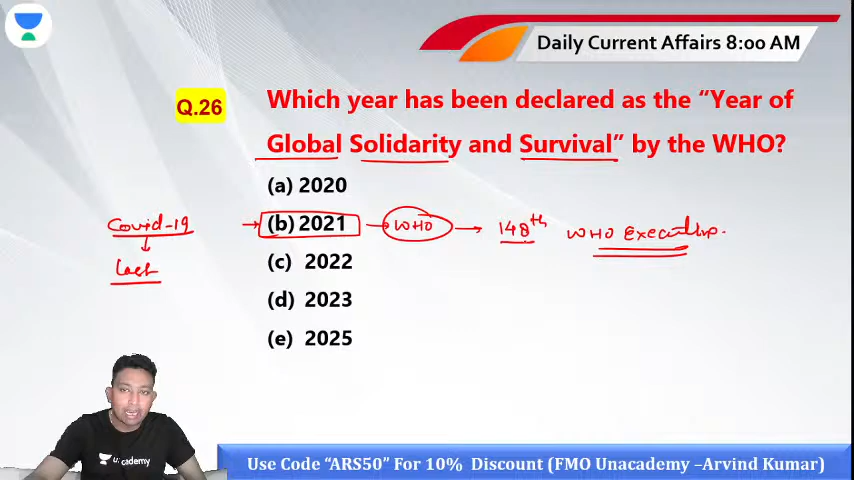 Daily Current Affairs 8:00 AM
Q.26 Which year has been declared as the “Year of
Global Solidarity and Survival” by the WHO?
(a) 2020
Covid-19 → (b) 2021 → WHO → 148th WHO
(c) 2022
(d) 2023
(e) 2025
Use Code “ARS50” For 10% Discount (FMO Unacademy –Arvind Kumar)